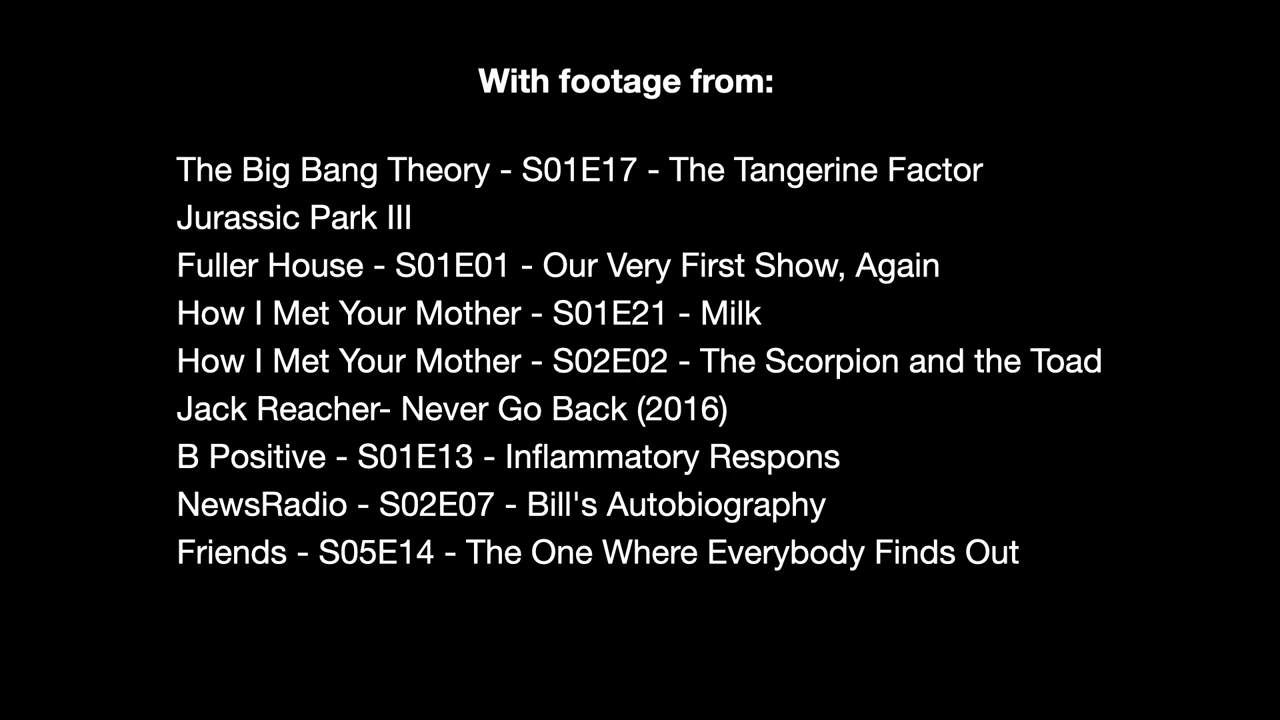 With footage from:
The Big Bang Theory - S01E17 - The Tangerine Factor
Jurassic Park III
Fuller House - S01E01 - Our Very First Show, Again
How I Met Your Mother - S01E21 - Milk
How I Met Your Mother - S02E02 - The Scorpion and the Toad
Jack Reacher- Never Go Back (2016)
B Positive - S01E13 - Inflammatory Respons
NewsRadio - S02E07 - Bill's Autobiography
Friends - S05E14 - The One Where Everybody Finds Out